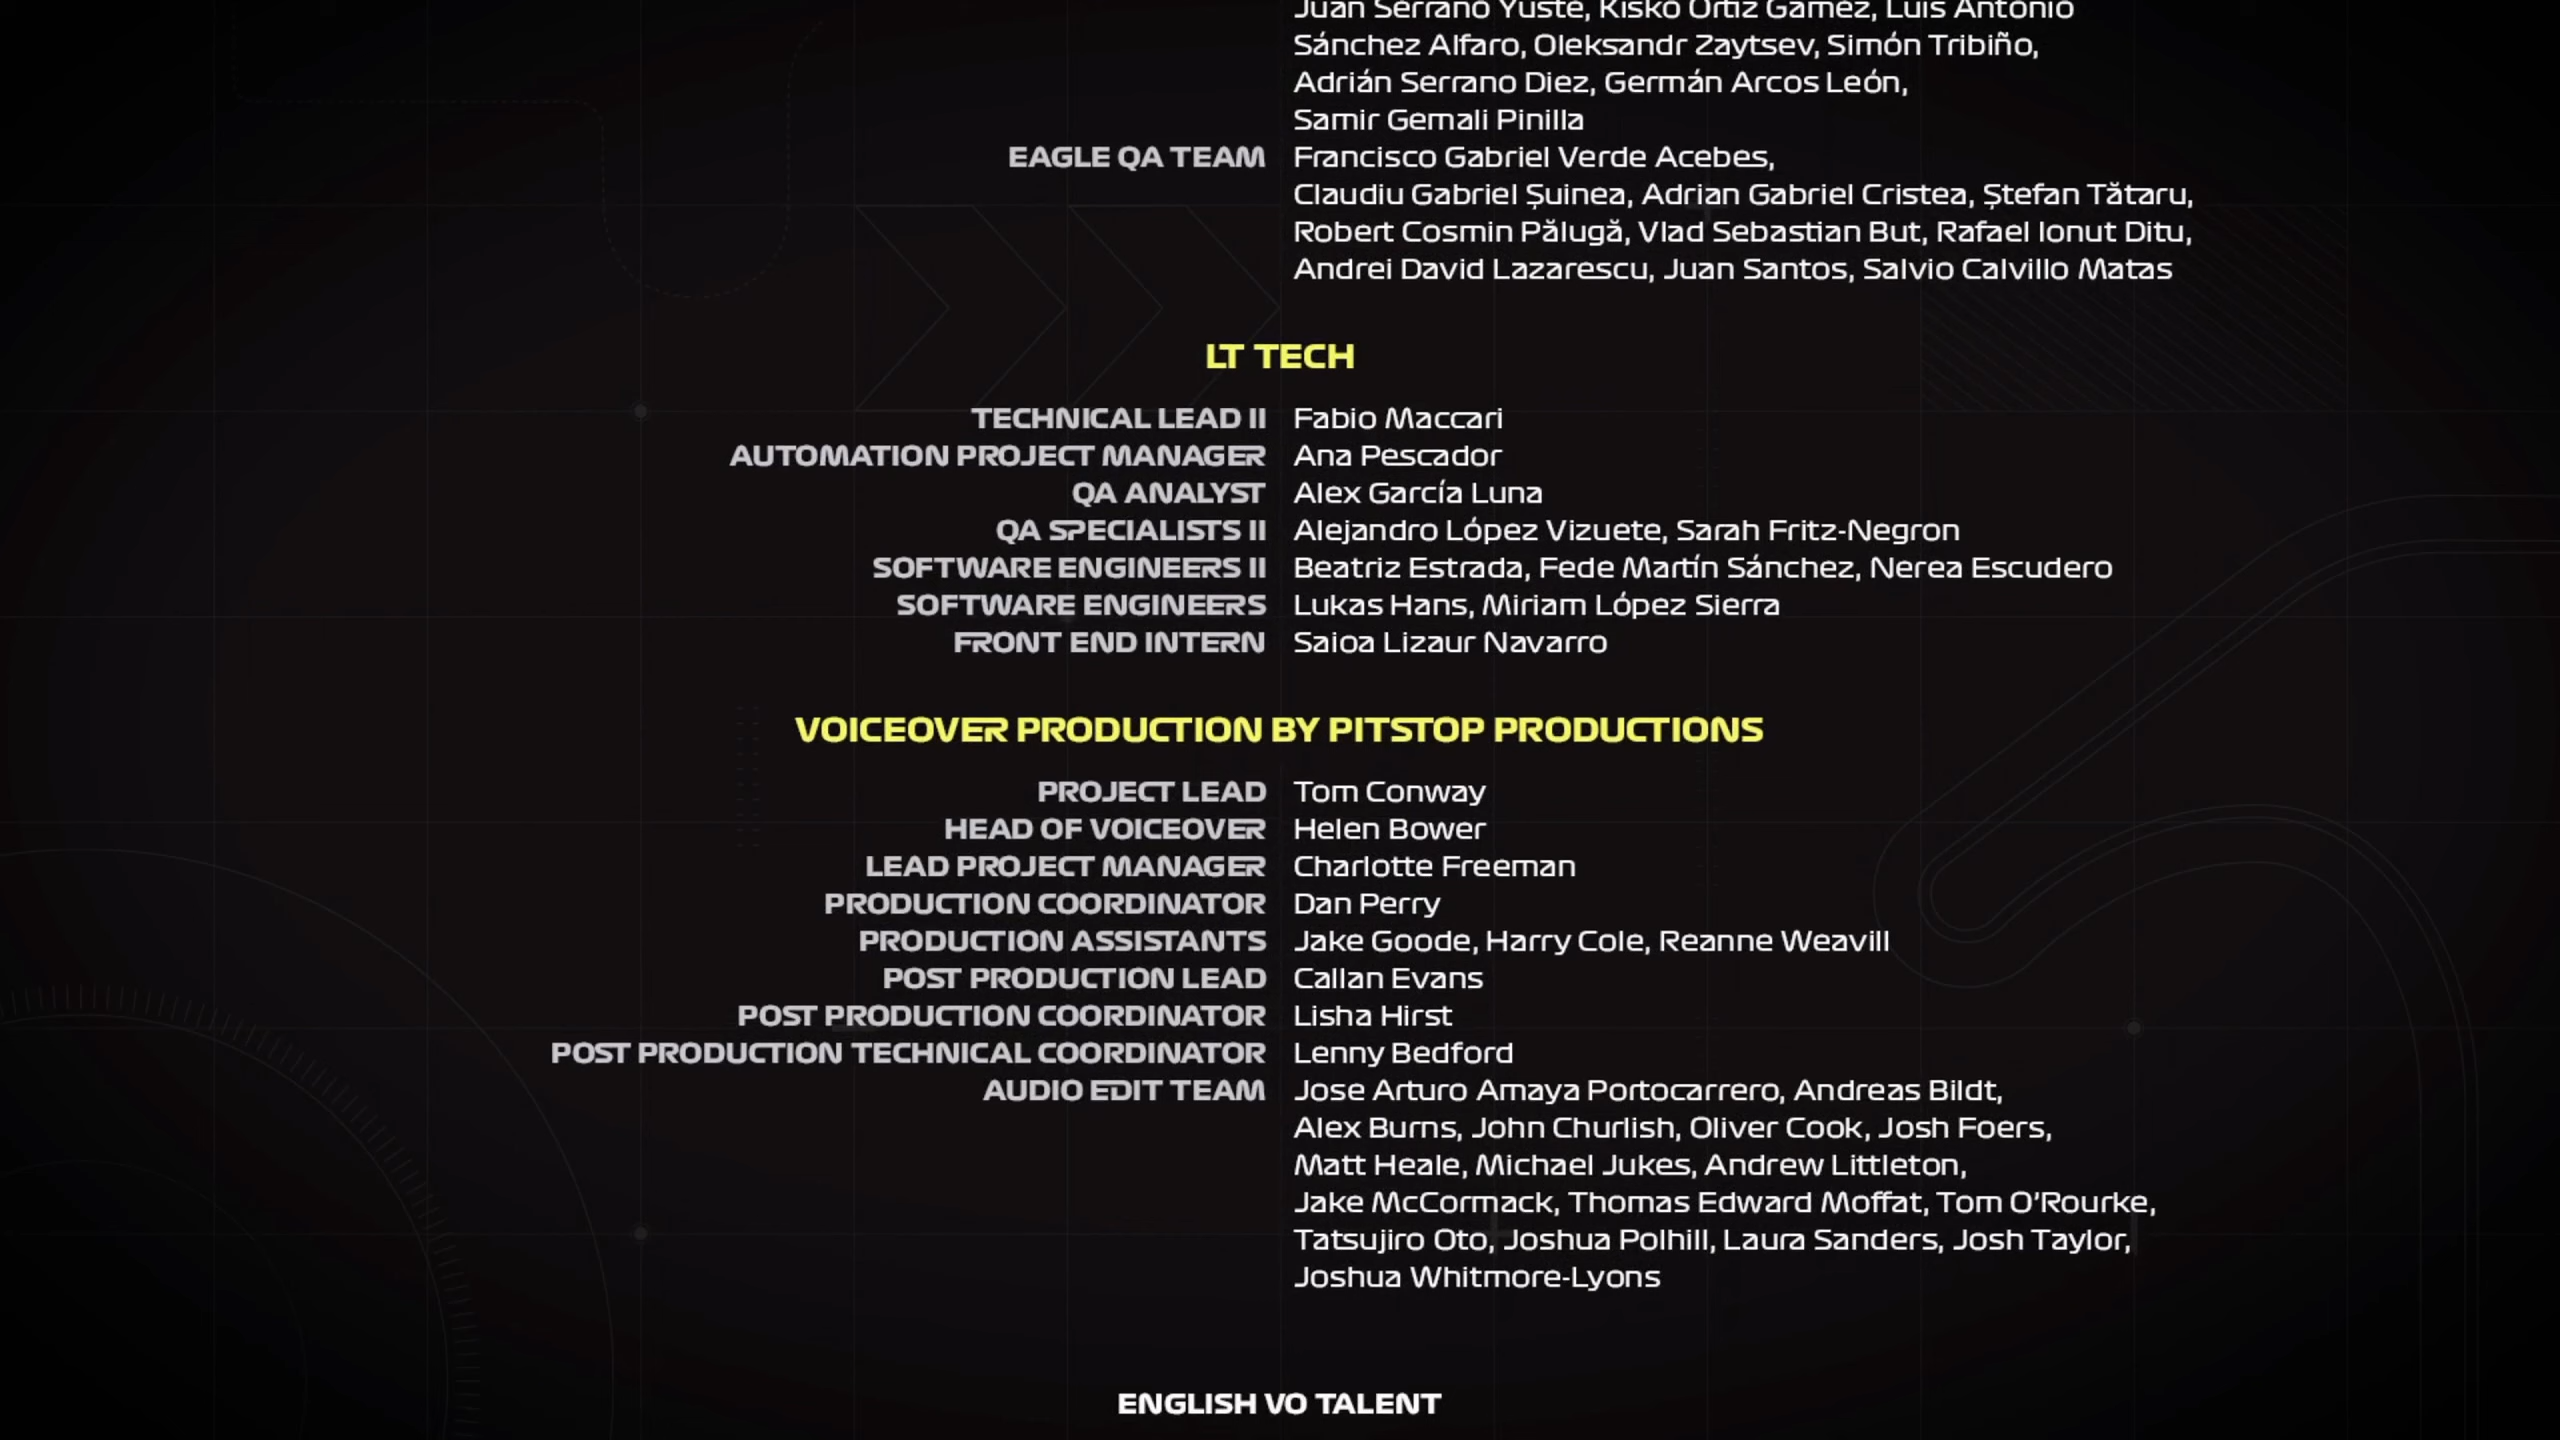 Juan Serrano Yuste, Kisko Ortiz Gámez, Luis Antonio
Sánchez Alfaro, Oleksandr Zaytsev, Simón Tribiño,
Adrián Serrano Diez, Germán Arcos León,
Samir Gemali Pinilla
EAGLE QA TEAM Francisco Gabriel Verde Acebes,
Claudiu Gabriel Șuinea, Adrian Gabriel Cristea, Ștefan Tătaru,
Robert Cosmin Pălugă, Vlad Sebastian But, Rafael Ionut Ditu,
Andrei David Lazarescu, Juan Santos, Salvio Calvillo Matas
LT TECH
TECHNICAL LEAD II Fabio Maccari
AUTOMATION PROJECT MANAGER Ana Pescador
QA ANALYST Alex García Luna
QA SPECIALISTS II Alejandro López Vizuete, Sarah Fritz-Negron
SOFTWARE ENGINEERS II Beatriz Estrada, Fede Martín Sánchez, Nerea Escudero
SOFTWARE ENGINEERS Lukas Hans, Miriam López Sierra
FRONT END INTERN Saioa Lizaur Navarro
VOICEOVER PRODUCTION BY PITSTOP PRODUCTIONS
PROJECT LEAD Tom Conway
HEAD OF VOICEOVER Helen Bower
LEAD PROJECT MANAGER Charlotte Freeman
PRODUCTION COORDINATOR Dan Perry
PRODUCTION ASSISTANTS Jake Goode, Harry Cole, Reanne Weavill
POST PRODUCTION LEAD Callan Evans
POST PRODUCTION COORDINATOR Lisha Hirst
POST PRODUCTION TECHNICAL COORDINATOR Lenny Bedford
AUDIO EDIT TEAM Jose Arturo Amaya Portocarrero, Andreas Bildt,
Alex Burns, John Churlish, Oliver Cook, Josh Foers,
Matt Heale, Michael Jukes, Andrew Littleton,
Jake McCormack, Thomas Edward Moffat, Tom O'Rourke,
Tatsujiro Oto, Joshua Polhill, Laura Sanders, Josh Taylor,
Joshua Whitmore-Lyons
ENGLISH VO TALENT